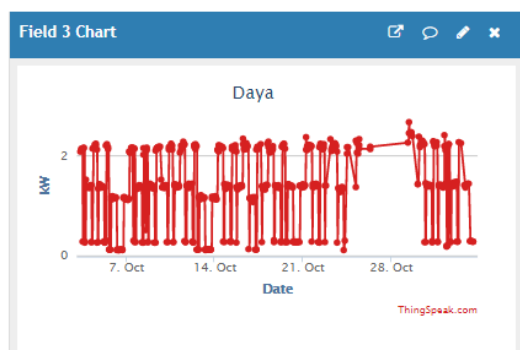 Field 3 Chart
Daya
kW
2
0
7. Oct 14. Oct 21. Oct 28. Oct
Date
ThingSpeak.com